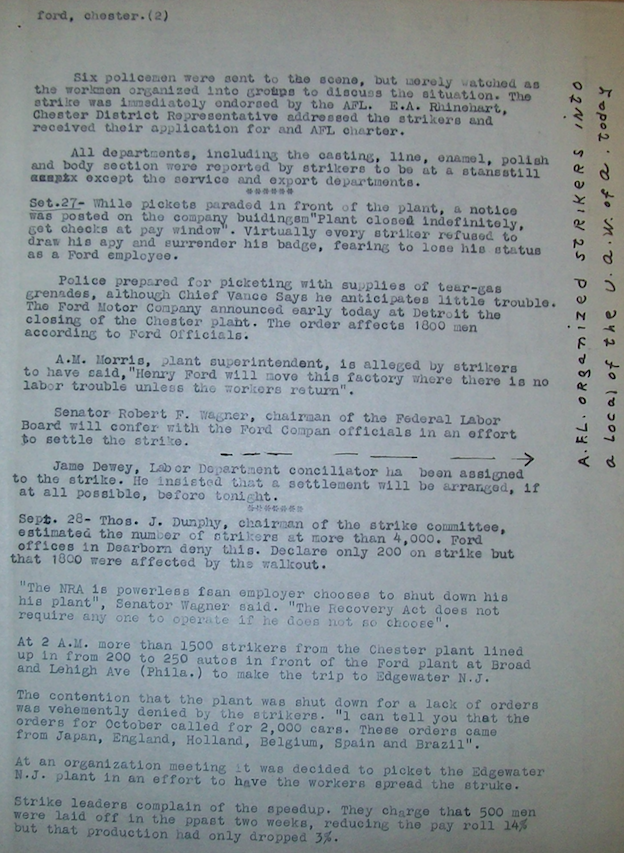 ford, chester.(2)
Six policemen were sent to the scene, but merely watched as
the workmen organized into groups to discuss the situation. The
strike was immediately endorsed by the AFL. E.A. Rhinehart,
Chester District Representative addressed the strikers and
received their application for and AFL charter.
All departments, including the casting, line, enamel, polish
and body section were reported by strikers to be at a stansstill
except the service and export departments.
******
Set.27- While pickets paraded in front of the plant, a notice
was posted on the company buidingsm"Plant closed indefinitely,
get checks at pay window". Virtually every striker refused to
draw his apy and surrender his badge, fearing to lose his status
as a Ford employee.
Police prepared for picketing with supplies of tear-gas
grenades, although Chief Vance Says he anticipates little trouble.
The Ford Motor Company announced early today at Detroit the
closing of the Chester plant. The order affects 1800 men
according to Ford Officials.
A.M. Morris, plant superintendent, is alleged by strikers
to have said,"Henry Ford will move this factory where there is no
labor trouble unless the workers return".
Senator Robert F. Wagner, chairman of the Federal Labor
Board will confer with the Ford Compan officials in an effort
to settle the strike.
Jame Dewey, Labor Department conciliator ha been assigned
to the strike. He insisted that a settlement will be arranged, if
at all possible, before tonight.
******
Sept. 28- Thos. J. Dunphy, chairman of the strike committee,
estimated the number of strikers at more than 4,000. Ford
offices in Dearborn deny this. Declare only 200 on strike but
that 1800 were affected by the walkout.
"The NRA is powerless fsan employer chooses to shut down his
his plant", Senator Wagner said. "The Recovery Act does not
require any one to operate if he does not so choose".
At 2 A.M. more than 1500 strikers from the Chester plant lined
up in from 200 to 250 autos in front of the Ford plant at Broad
and Lehigh Ave (Phila.) to make the trip to Edgewater N.J.
The contention that the plant was shut down for a lack of orders
was vehemently denied by the strikers. "I can tell you that the
orders for October called for 2,000 cars. These orders came
from Japan, England, Holland, Belgium, Spain and Brazil".
At an organization meeting it was decided to picket the Edgewater
N.J. plant in an effort to have the workers spread the struke.
Strike leaders complain of the speedup. They charge that 500 men
were laid off in the ppast two weeks, reducing the pay roll 14%
but that production had only dropped 3%.
A.F.L. organized strikers into
a local of the U.A.W. of A. today